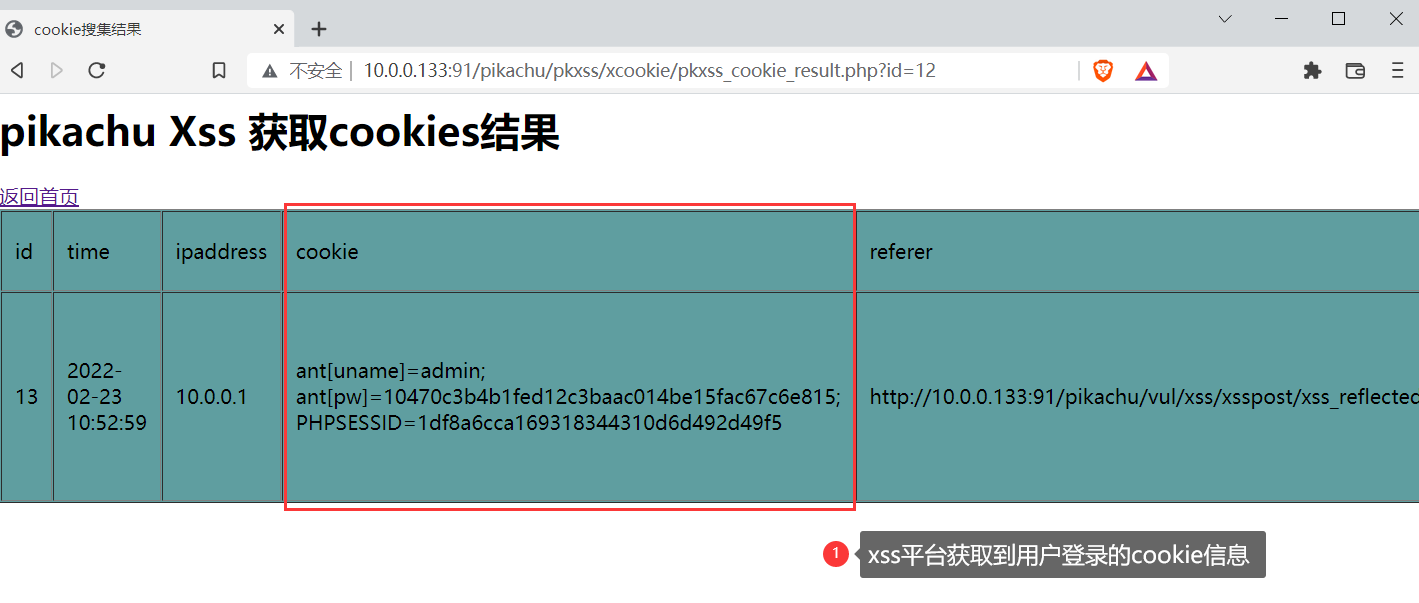 cookie搜集结果
不安全 | 10.0.0.133:91/pikachu/pkxss/xcookie/pkxss_cookie_result.php?id=12
pikachu Xss 获取cookies结果
返回首页
id time ipaddress cookie referer
13
2022-
02-23
10:52:59
10.0.0.1
ant[uname]=admin;
ant[pw]=10470c3b4b1fed12c3baac014be15fac67c6e815;
PHPSESSID=1df8a6cca169318344310d6d492d49f5
http://10.0.0.133:91/pikachu/vul/xss/xsspost/xss_reflected
1 xss平台获取到用户登录的cookie信息